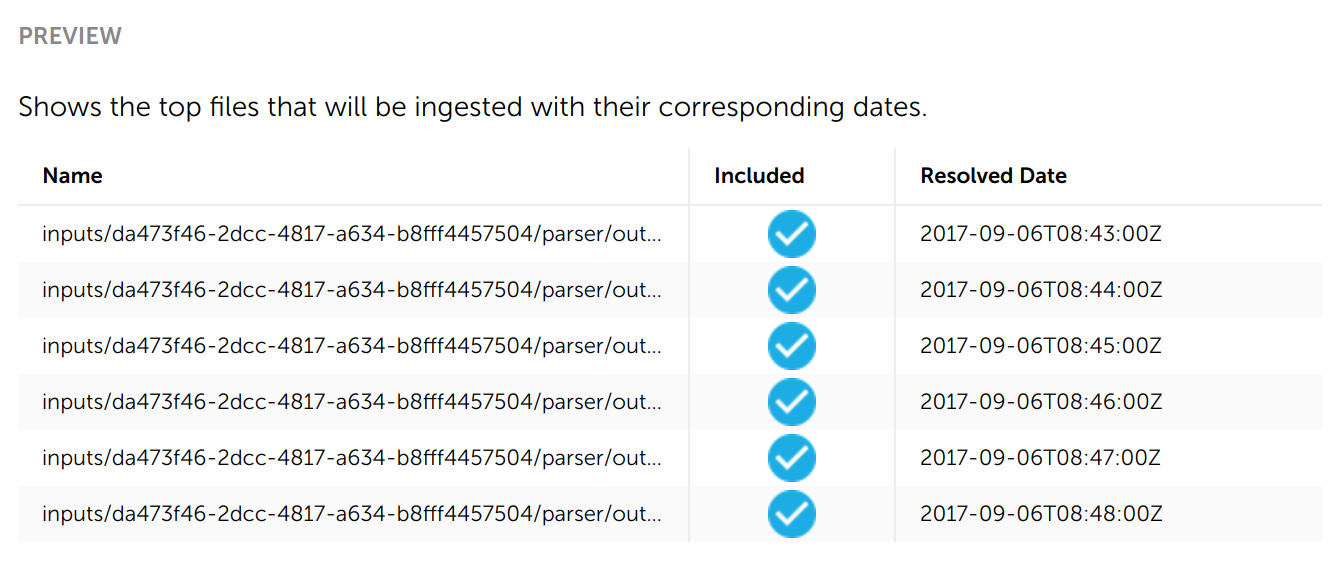 PREVIEW
Shows the top files that will be ingested with their corresponding dates.
Name Included Resolved Date
inputs/da473f46-2dcc-4817-a634-b8fff4457504/parser/out... 2017-09-06T08:43:00Z
inputs/da473f46-2dcc-4817-a634-b8fff4457504/parser/out... 2017-09-06T08:44:00Z
inputs/da473f46-2dcc-4817-a634-b8fff4457504/parser/out... 2017-09-06T08:45:00Z
inputs/da473f46-2dcc-4817-a634-b8fff4457504/parser/out... 2017-09-06T08:46:00Z
inputs/da473f46-2dcc-4817-a634-b8fff4457504/parser/out... 2017-09-06T08:47:00Z
inputs/da473f46-2dcc-4817-a634-b8fff4457504/parser/out... 2017-09-06T08:48:00Z